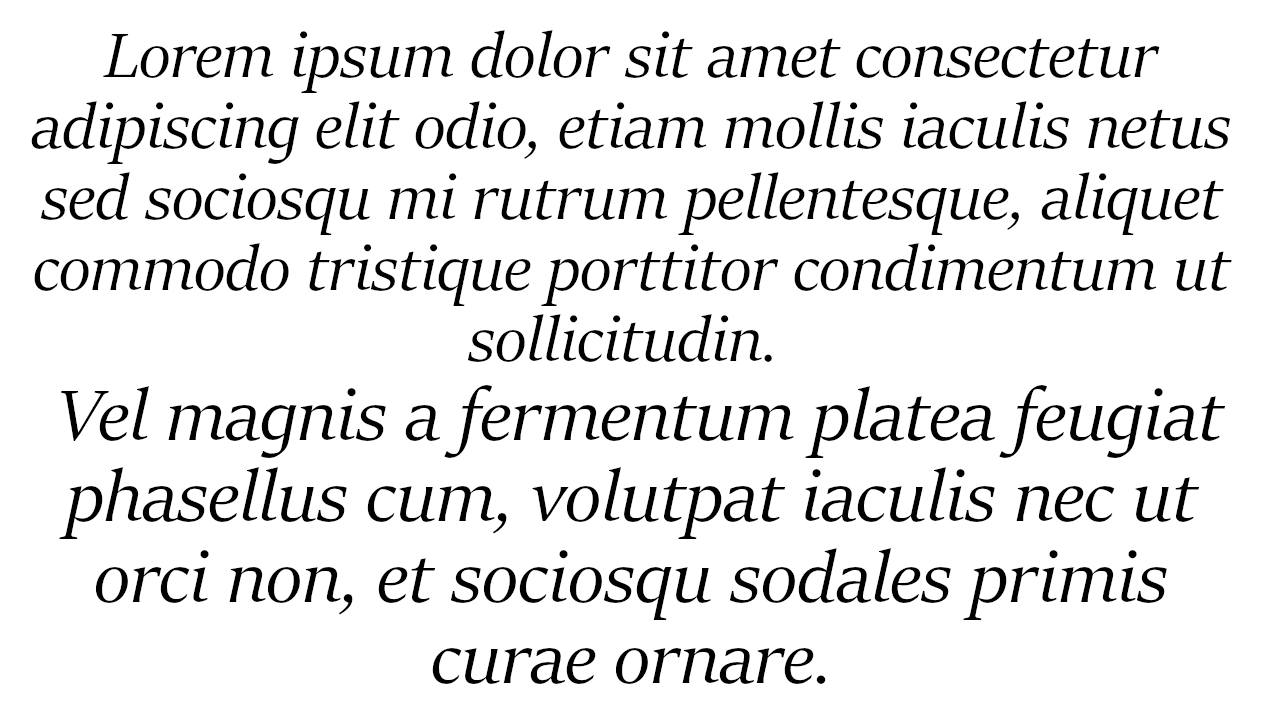 Lorem ipsum dolor sit amet consectetur
adipiscing elit odio, etiam mollis iaculis netus
sed sociosqu mi rutrum pellentesque, aliquet
commodo tristique porttitor condimentum ut
sollicitudin.
Vel magnis a fermentum platea feugiat
phasellus cum, volutpat iaculis nec ut
orci non, et sociosqu sodales primis
curae ornare.